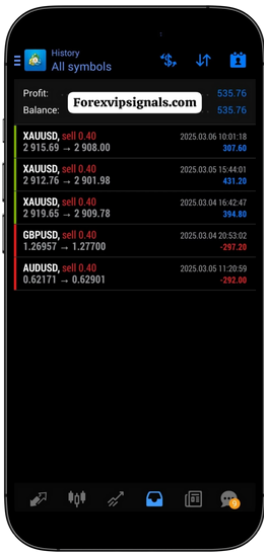 History
All symbols
Profit: 535.76
Forexvipsignals.com
Balance: 535.76
XAUUSD, sell 0.40 2025.03.06 10:01:18
2 915.69 → 2 908.00 307.60
XAUUSD, sell 0.40 2025.03.05 15:44:01
2 912.76 → 2 901.98 431.20
XAUUSD, sell 0.40 2025.03.04 16:42:47
2 919.65 → 2 909.78 394.80
GBPUSD, sell 0.40 2025.03.04 20:53:02
1.26957 → 1.27700 -297.20
AUDUSD, sell 0.40 2025.03.05 11:20:59
0.62171 → 0.62901 -292.00